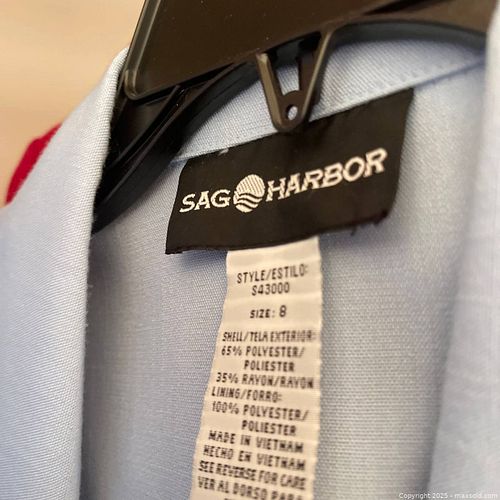 SAG HARBOR
STYLE/ESTILO:
S43000
SIZE: 8
SHELL/TELA EXTERIOR:
65% POLYESTER/
POLIESTER
35% RAYON/RAYON
LINING/FORRO:
100% POLYESTER/
POLIESTER
MADE IN VIETNAM
HECHO EN VIETNAM
SEE REVERSE FOR CARE
VER AL DORSO PARA
Copyright 2025 - maxsold.com